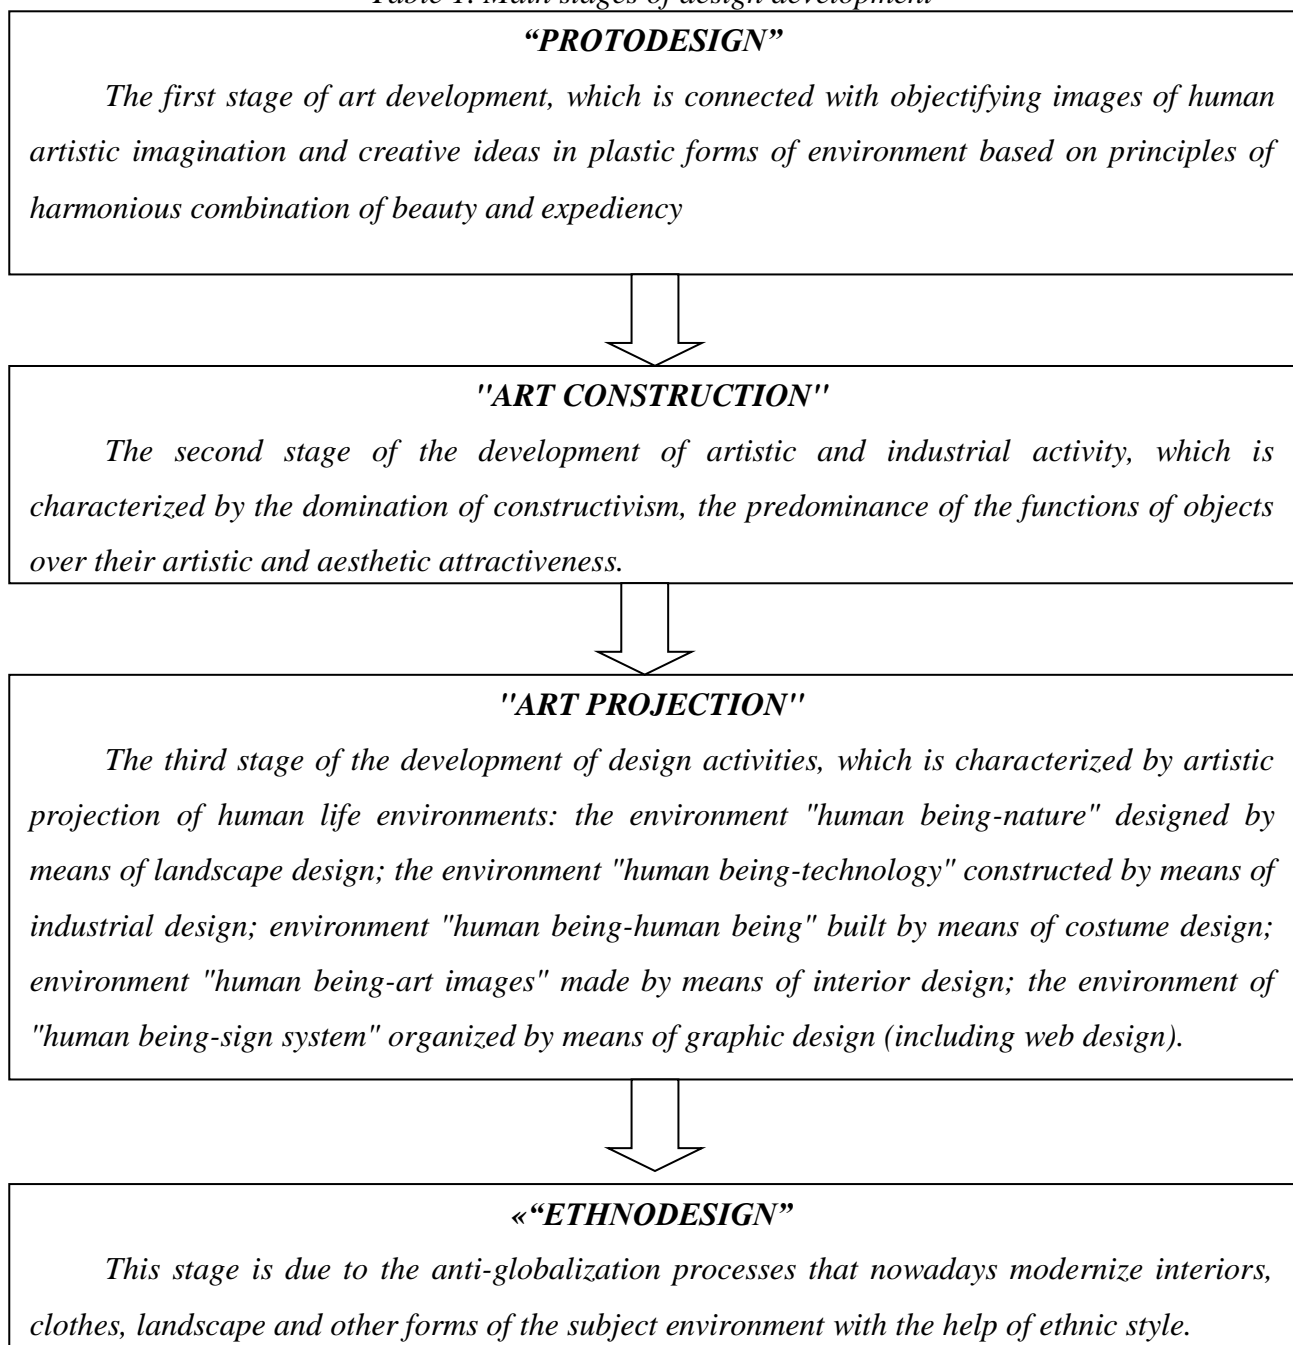 Table 1. Main stages of design development
“PROTODESIGN”
The first stage of art development, which is connected with objectifying images of human
artistic imagination and creative ideas in plastic forms of environment based on principles of
harmonious combination of beauty and expediency
"ART CONSTRUCTION"
The second stage of the development of artistic and industrial activity, which is
characterized by the domination of constructivism, the predominance of the functions of objects
over their artistic and aesthetic attractiveness.
"ART PROJECTION"
The third stage of the development of design activities, which is characterized by artistic
projection of human life environments: the environment "human being-nature" designed by
means of landscape design; the environment "human being-technology" constructed by means of
industrial design; environment "human being-human being" built by means of costume design;
environment "human being-art images" made by means of interior design; the environment of
"human being-sign system" organized by means of graphic design (including web design).
«“ETHNODESIGN”
This stage is due to the anti-globalization processes that nowadays modernize interiors,
clothes, landscape and other forms of the subject environment with the help of ethnic style.